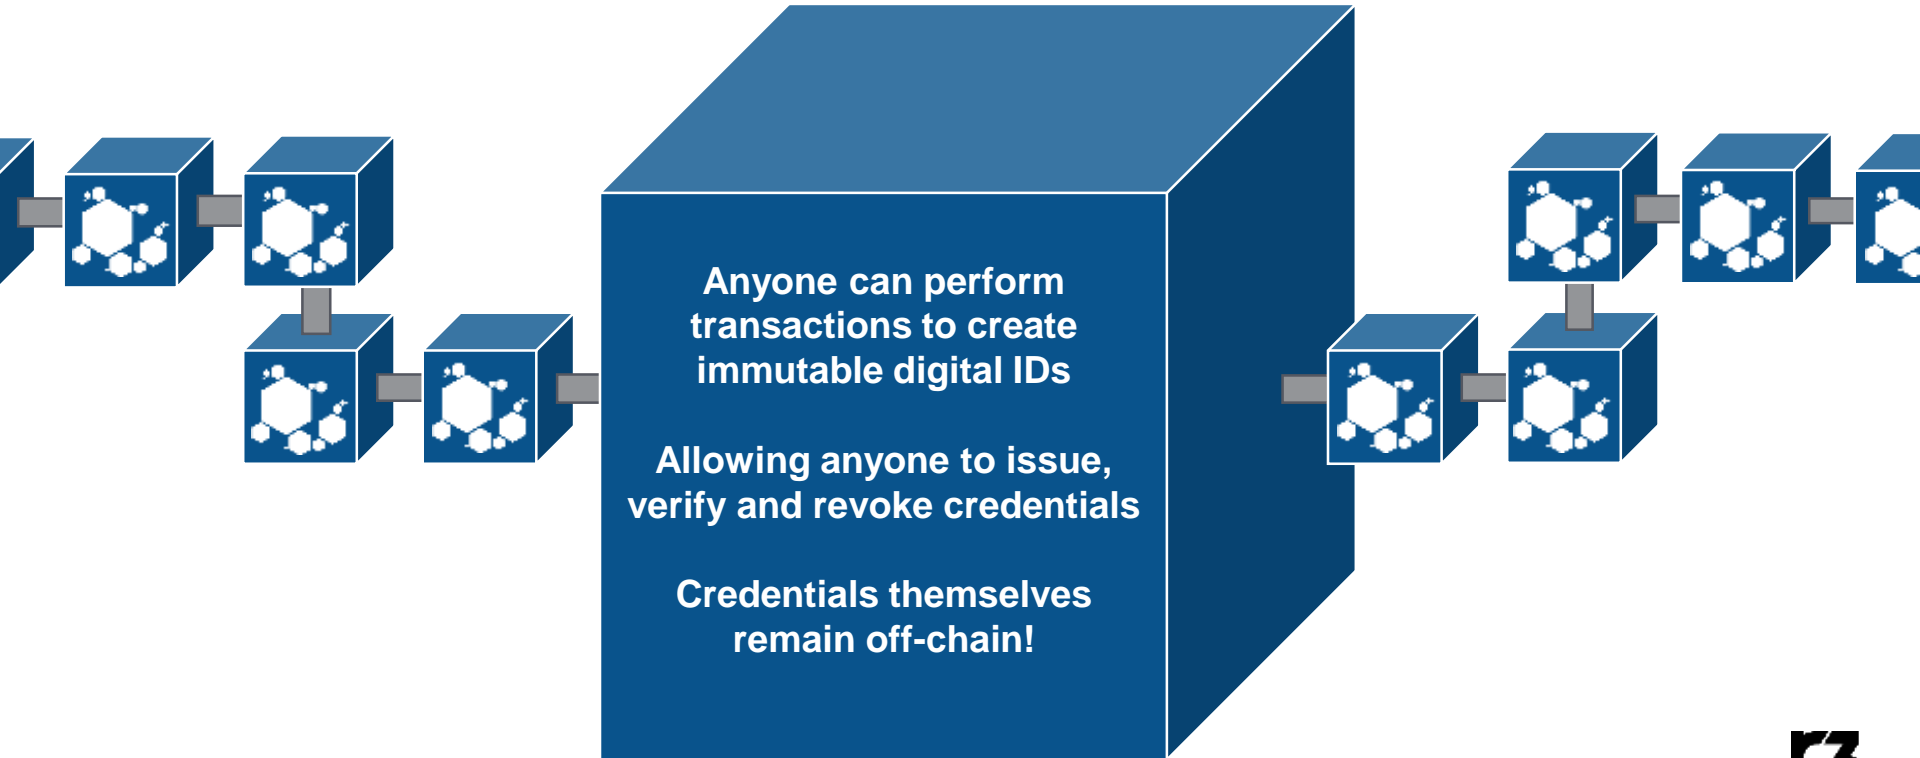 Anyone can perform
transactions to create
immutable digital IDs
Allowing anyone to issue,
verify and revoke credentials
Credentials themselves
remain off-chain!